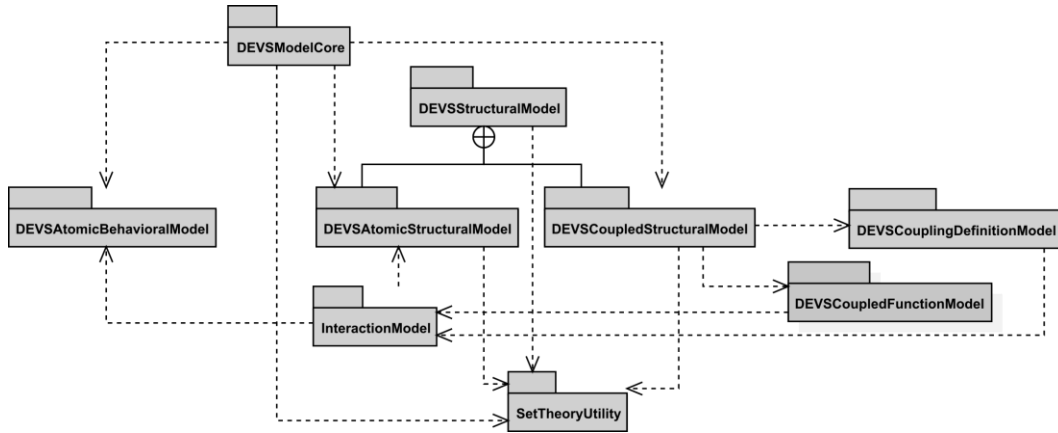 DEVSModelCore
DEVSStructuralModel
DEVSAtomicBehavioralModel
DEVSAtomicStructuralModel
DEVSCoupledStructuralModel
DEVSCouplingDefinitionModel
DEVSCoupledFunctionModel
InteractionModel
SetTheoryUtility